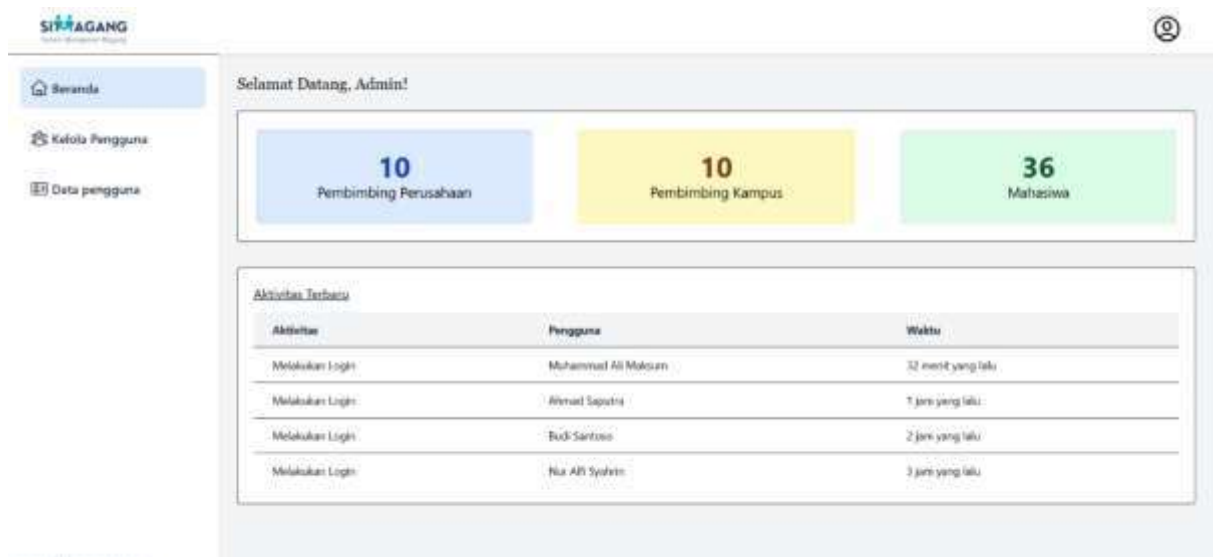 SIMAGANG
Beranda
Kelola Pengguna
Data pengguna
Selamat Datang, Admin!
10
Pembimbing Perusahaan
10
Pembimbing Kampus
36
Mahasiwa
Aktivitas Terbaru
Aktivitas Pengguna Waktu
Melakukan Login Muhammad Ali Maksum 32 menit yang lalu
Melakukan Login Ahmad Saputra 1 jam yang lalu
Melakukan Login Budi Santoso 2 jam yang lalu
Melakukan Login Nur Alfi Syahrin 3 jam yang lalu